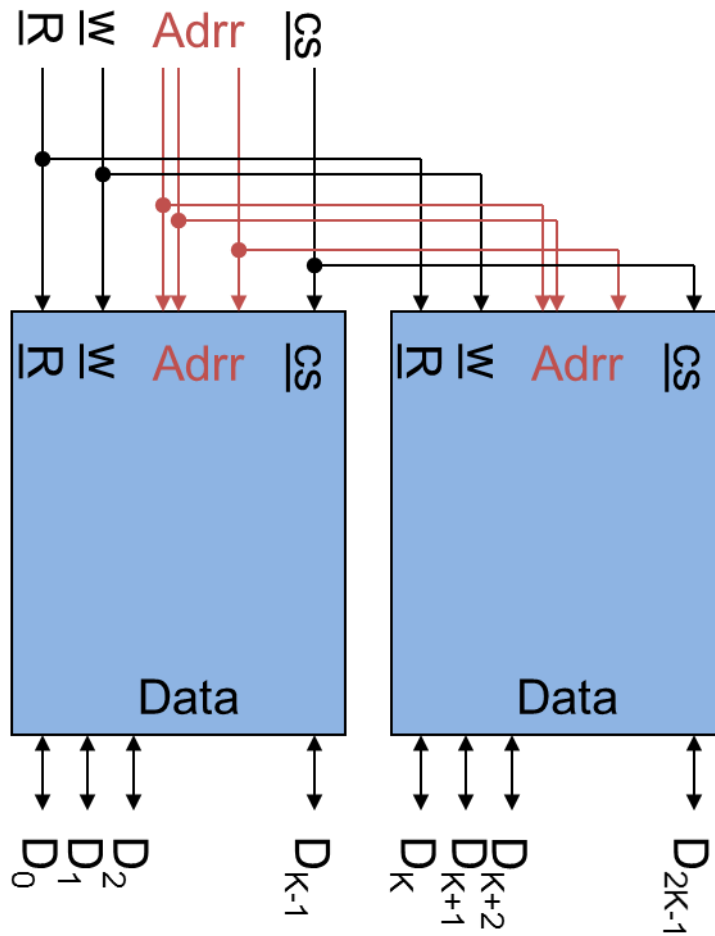 R W Adrr CS
R W Adrr CS
R W Adrr CS
Data
Data
D0 D1 D2 DK-1
DK DK+1 DK+2 D2K-1